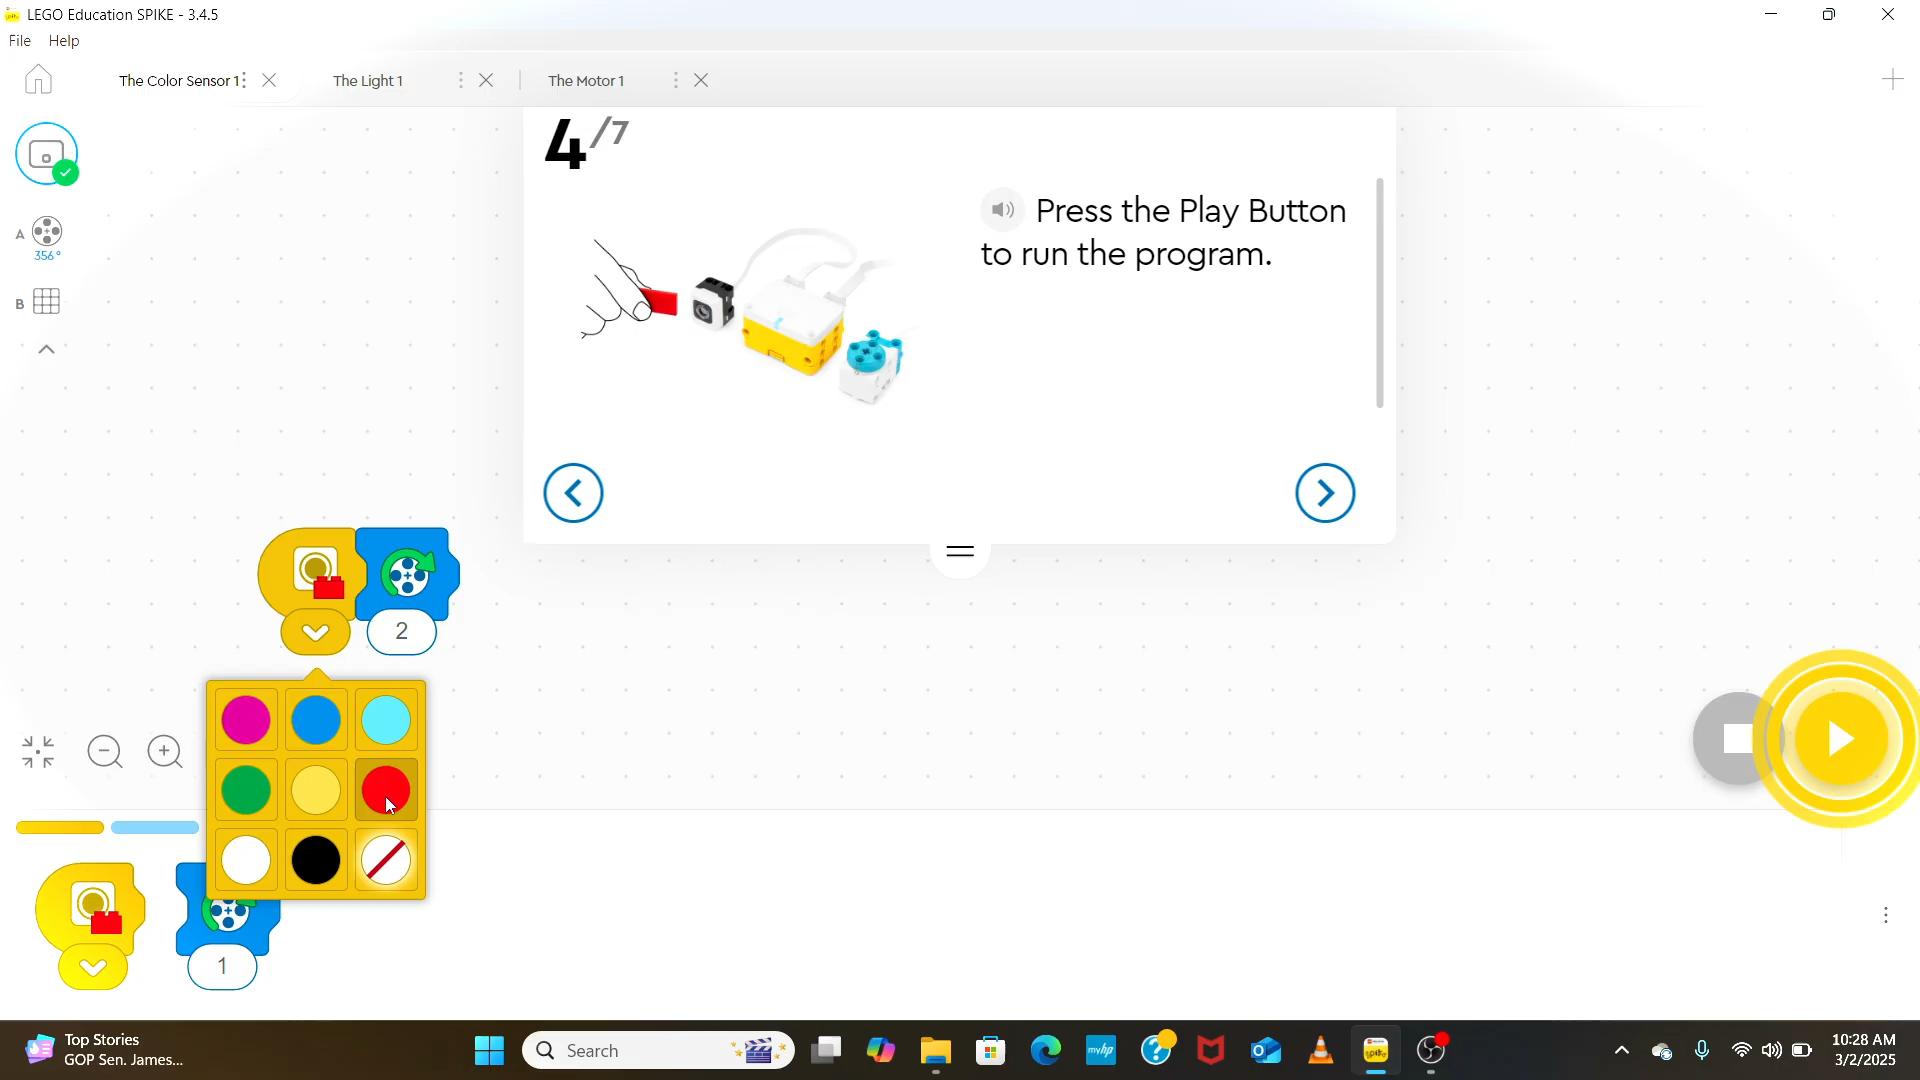 LEGO Education SPIKE - 3.4.5
File Help
The Color Sensor 1
The Light 1
The Motor 1
4/7
Press the Play Button
to run the program.
A
356°
B
2
1
Top Stories
GOP Sen. James...
Search
myhp
10:28 AM
3/2/2025